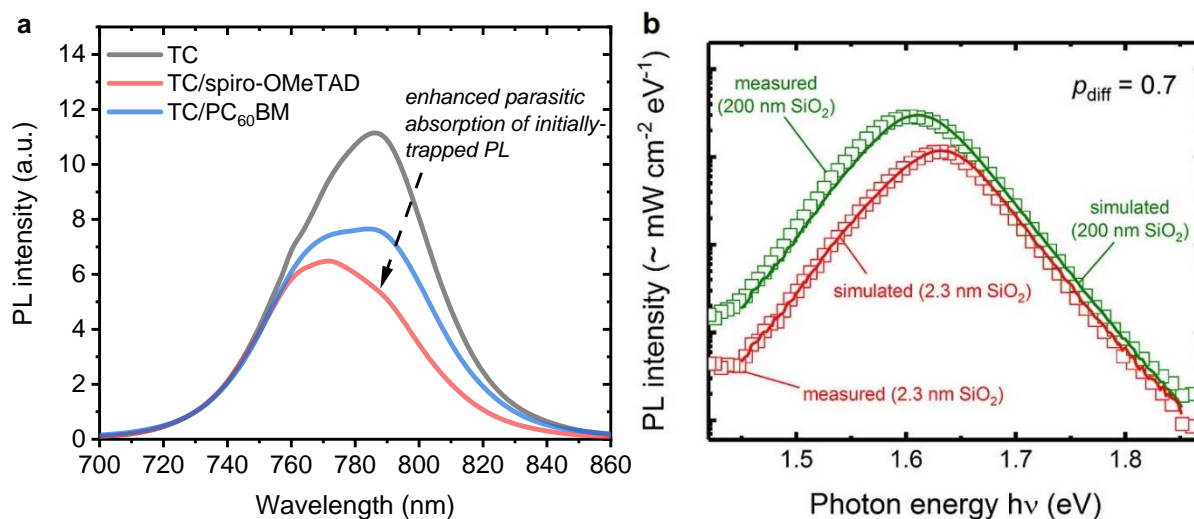 a
14
12
10
8
6
4
2
0
PL intensity (a.u.)
TC
TC/spiro-OMeTAD
TC/PC₆₀BM
enhanced parasitic
absorption of initially-
trapped PL
700 720 740 760 780 800 820 840 860
Wavelength (nm)
b
PL intensity (~ mW cm⁻² eV⁻¹)
measured
(200 nm SiO₂)
p_diff = 0.7
simulated
(200 nm SiO₂)
simulated (2.3 nm SiO₂)
measured (2.3 nm SiO₂)
1.5 1.6 1.7 1.8
Photon energy hν (eV)